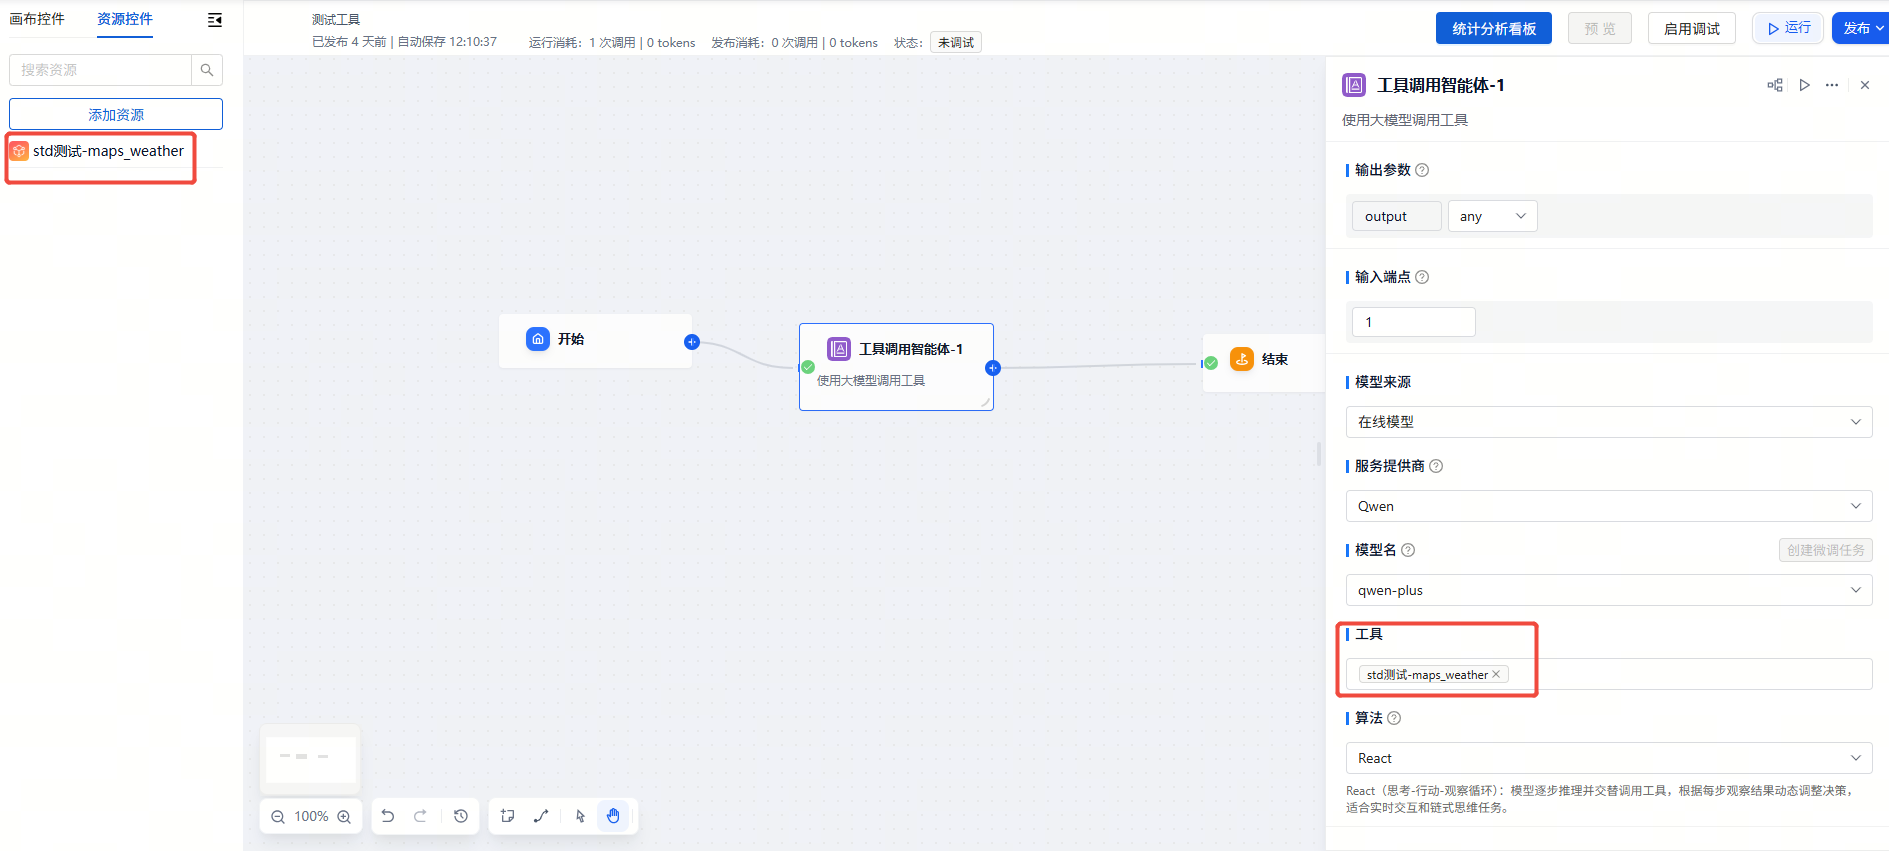 画布控件 资源控件
搜索资源
添加资源
std测试-maps_weather
测试工具
已发布 4 天前 | 自动保存 12:10:37 运行消耗：1 次调用 | 0 tokens 发布消耗：0 次调用 | 0 tokens 状态： 未调试
统计分析看板 预 览 启用调试 运行 发布
开始
工具调用智能体-1
使用大模型调用工具
结束
100%
工具调用智能体-1
使用大模型调用工具
输出参数
output any
输入端点
1
模型来源
在线模型
服务提供商
Qwen
模型名 创建微调任务
qwen-plus
工具
std测试-maps_weather
算法
React
React（思考-行动-观察循环）：模型逐步推理并交替调用工具，根据每步观察结果动态调整决策，
适合实时交互和链式思维任务。